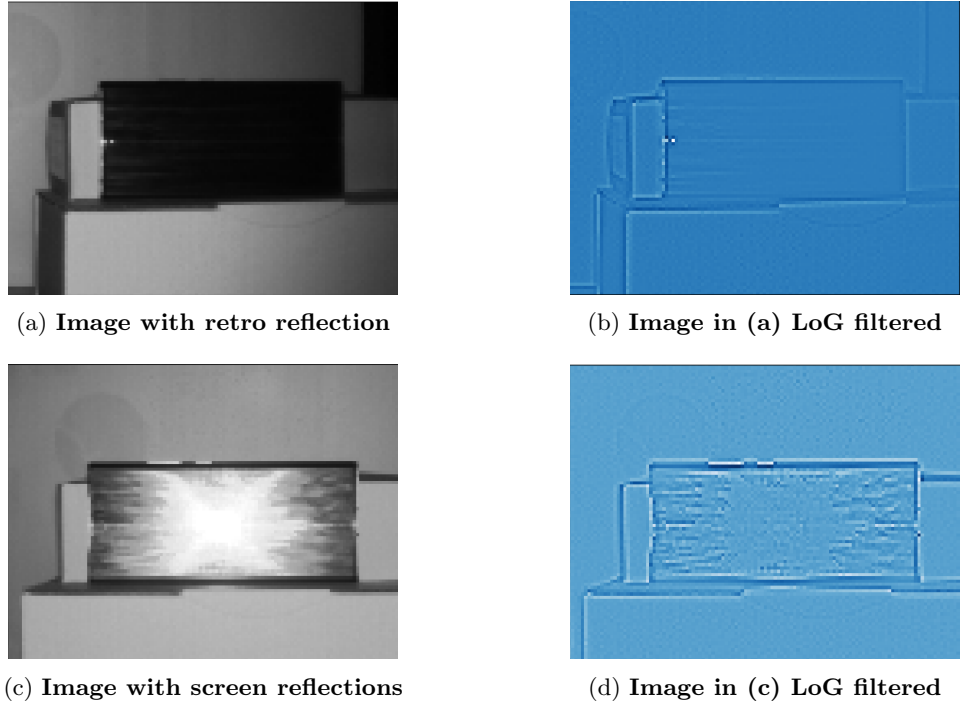 (a) Image with retro reflection
(b) Image in (a) LoG filtered
(c) Image with screen reflections
(d) Image in (c) LoG filtered